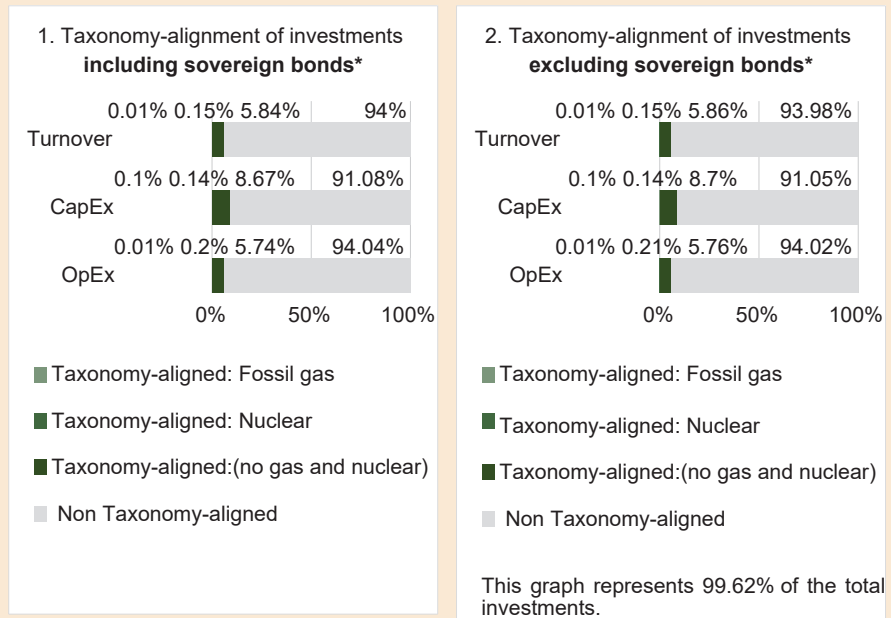 1. Taxonomy-alignment of investments
including sovereign bonds*
0.01% 0.15% 5.84% 94%
Turnover
0.1% 0.14% 8.67% 91.08%
CapEx
0.01% 0.2% 5.74% 94.04%
OpEx
0% 50% 100%
Taxonomy-aligned: Fossil gas
Taxonomy-aligned: Nuclear
Taxonomy-aligned:(no gas and nuclear)
Non Taxonomy-aligned
2. Taxonomy-alignment of investments
excluding sovereign bonds*
0.01% 0.15% 5.86% 93.98%
Turnover
0.1% 0.14% 8.7% 91.05%
CapEx
0.01% 0.21% 5.76% 94.02%
OpEx
0% 50% 100%
Taxonomy-aligned: Fossil gas
Taxonomy-aligned: Nuclear
Taxonomy-aligned:(no gas and nuclear)
Non Taxonomy-aligned
This graph represents 99.62% of the total
investments.